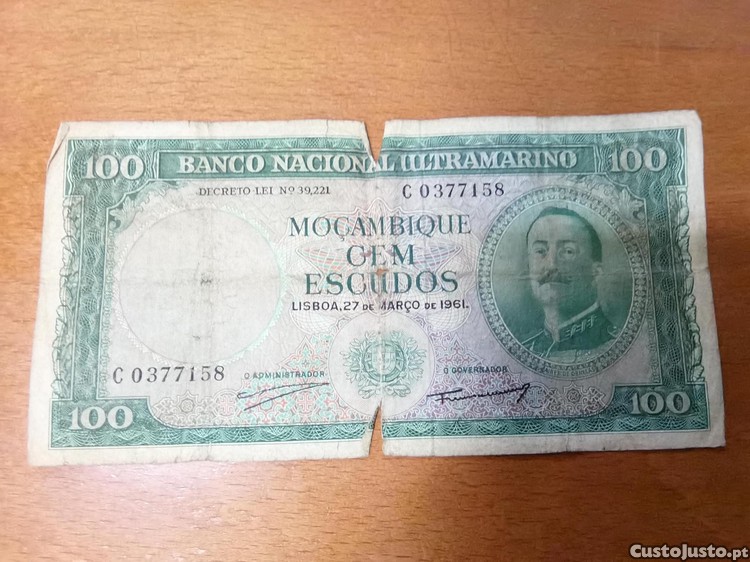 100 BANCO NACIONAL ULTRAMARINO 100
DECRETO-LEI Nº 39,221
C 0377158
MOÇAMBIQUE
CEM
ESCUDOS
LISBOA, 27 DE MARÇO DE 1961.
C 0377158
O ADMINISTRADOR
O GOVERNADOR
100
100
CustoJusto.pt